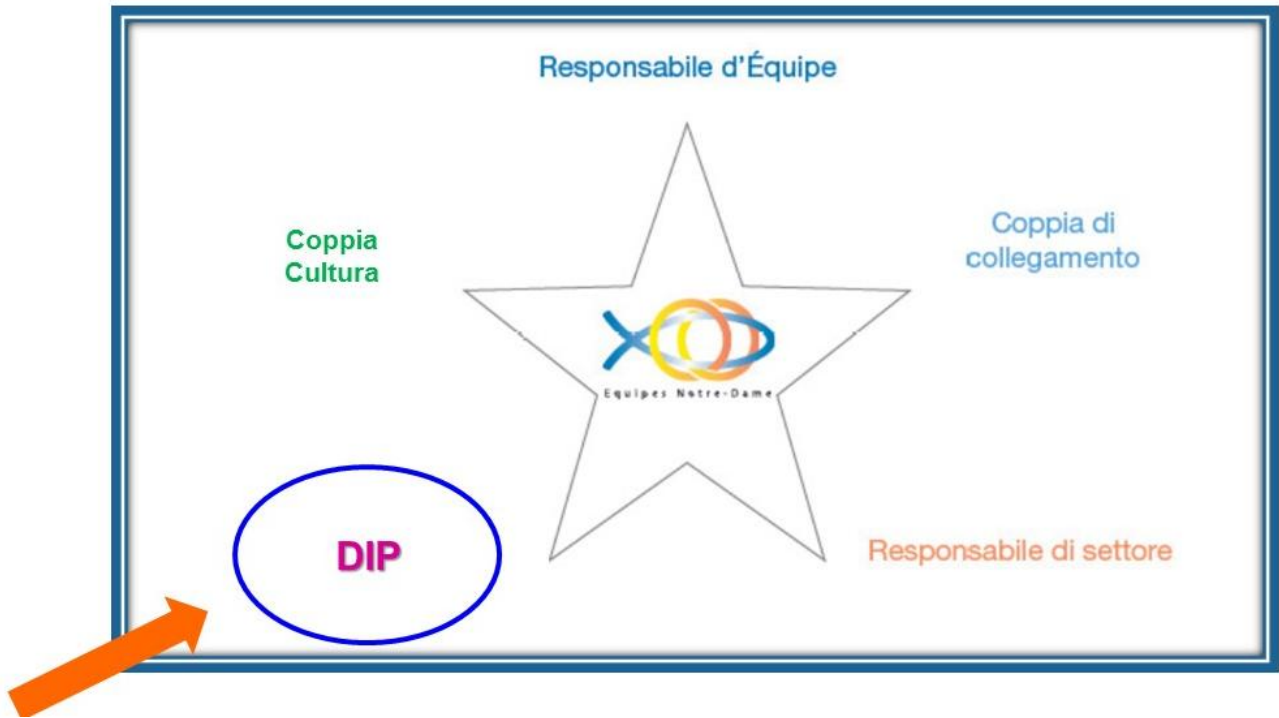 Responsabile d'Équipe
Coppia
Cultura
Coppia di
collegamento
Equipes Notre-Dame
DIP
Responsabile di settore